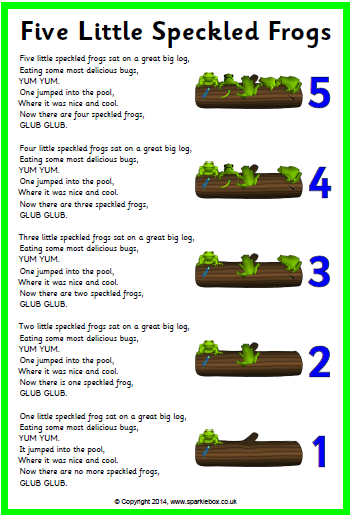 Five Little Speckled Frogs
Five little speckled frogs sat on a great big log,
Eating some most delicious bugs,
YUM YUM.
One jumped into the pool,
Where it was nice and cool.
Now there are four speckled frogs,
GLUB GLUB.
5
Four little speckled frogs sat on a great big log,
Eating some most delicious bugs,
YUM YUM.
One jumped into the pool,
Where it was nice and cool.
Now there are three speckled frogs,
GLUB GLUB.
4
Three little speckled frogs sat on a great big log,
Eating some most delicious bugs,
YUM YUM.
One jumped into the pool,
Where it was nice and cool.
Now there are two speckled frogs,
GLUB GLUB.
3
Two little speckled frogs sat on a great big log,
Eating some most delicious bugs,
YUM YUM.
One jumped into the pool,
Where it was nice and cool.
Now there is one speckled frog,
GLUB GLUB.
2
One little speckled frog sat on a great big log,
Eating some most delicious bugs,
YUM YUM.
It jumped into the pool,
Where it was nice and cool.
Now there are no more speckled frogs,
GLUB GLUB.
1
© Copyright 2014, www.sparklebox.co.uk